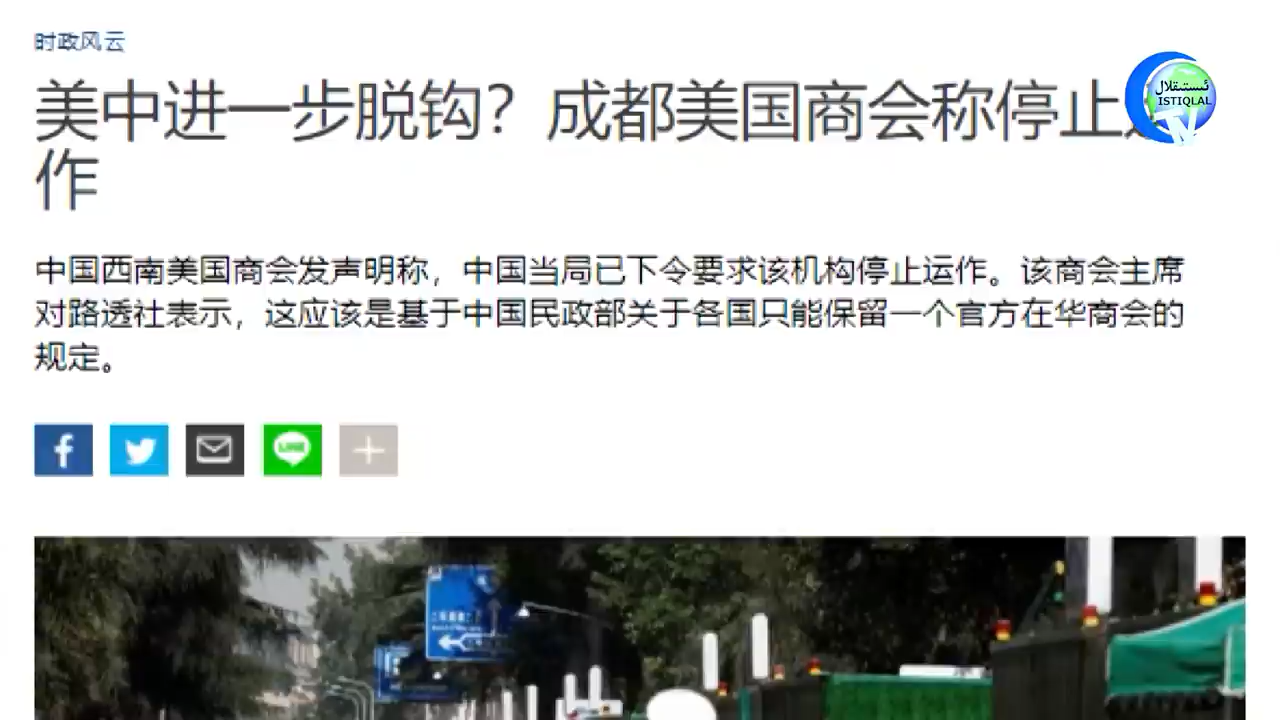 时政风云
美中进一步脱钩？成都美国商会称停止
作
中国西南美国商会发声明称，中国当局已下令要求该机构停止运作。该商会主席
对路透社表示，这应该是基于中国民政部关于各国只能保留一个官方在华商会的
规定。
ئىستىقلال
ISTIQLAL
TV
LINE